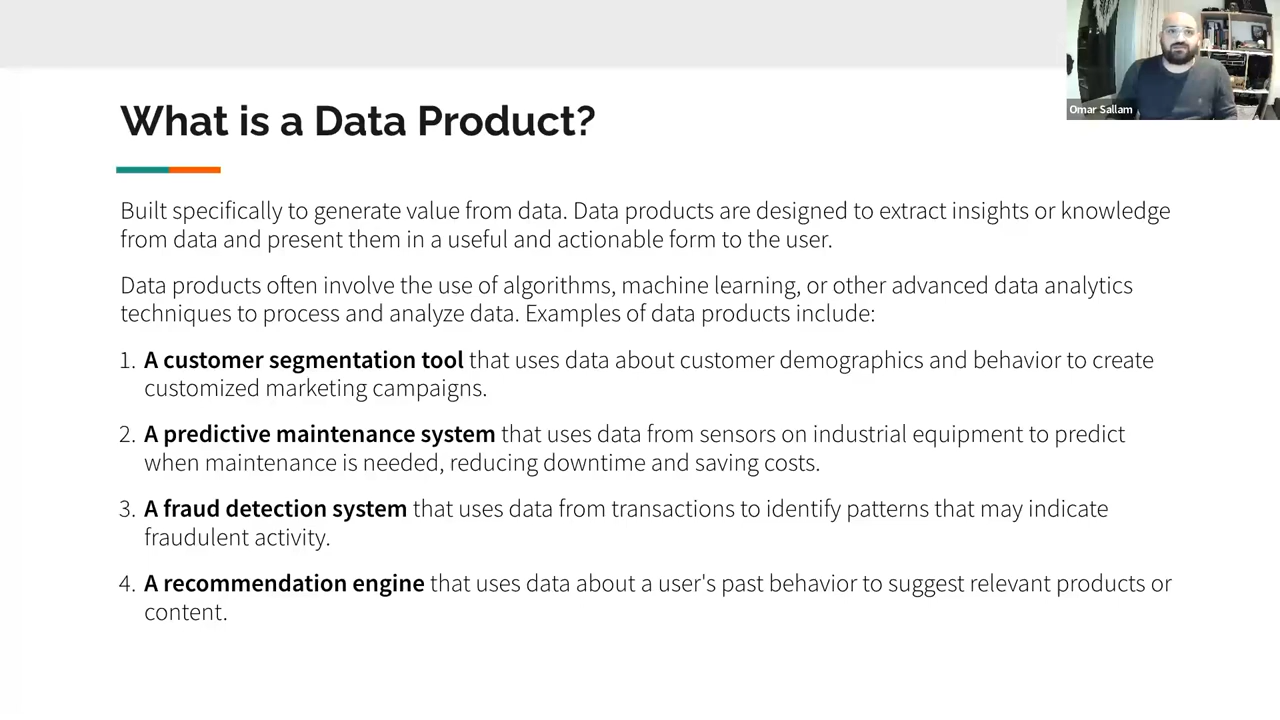 Omar Sallam
What is a Data Product?
Built specifically to generate value from data. Data products are designed to extract insights or knowledge
from data and present them in a useful and actionable form to the user.
Data products often involve the use of algorithms, machine learning, or other advanced data analytics
techniques to process and analyze data. Examples of data products include:
1. A customer segmentation tool that uses data about customer demographics and behavior to create
customized marketing campaigns.
2. A predictive maintenance system that uses data from sensors on industrial equipment to predict
when maintenance is needed, reducing downtime and saving costs.
3. A fraud detection system that uses data from transactions to identify patterns that may indicate
fraudulent activity.
4. A recommendation engine that uses data about a user's past behavior to suggest relevant products or
content.